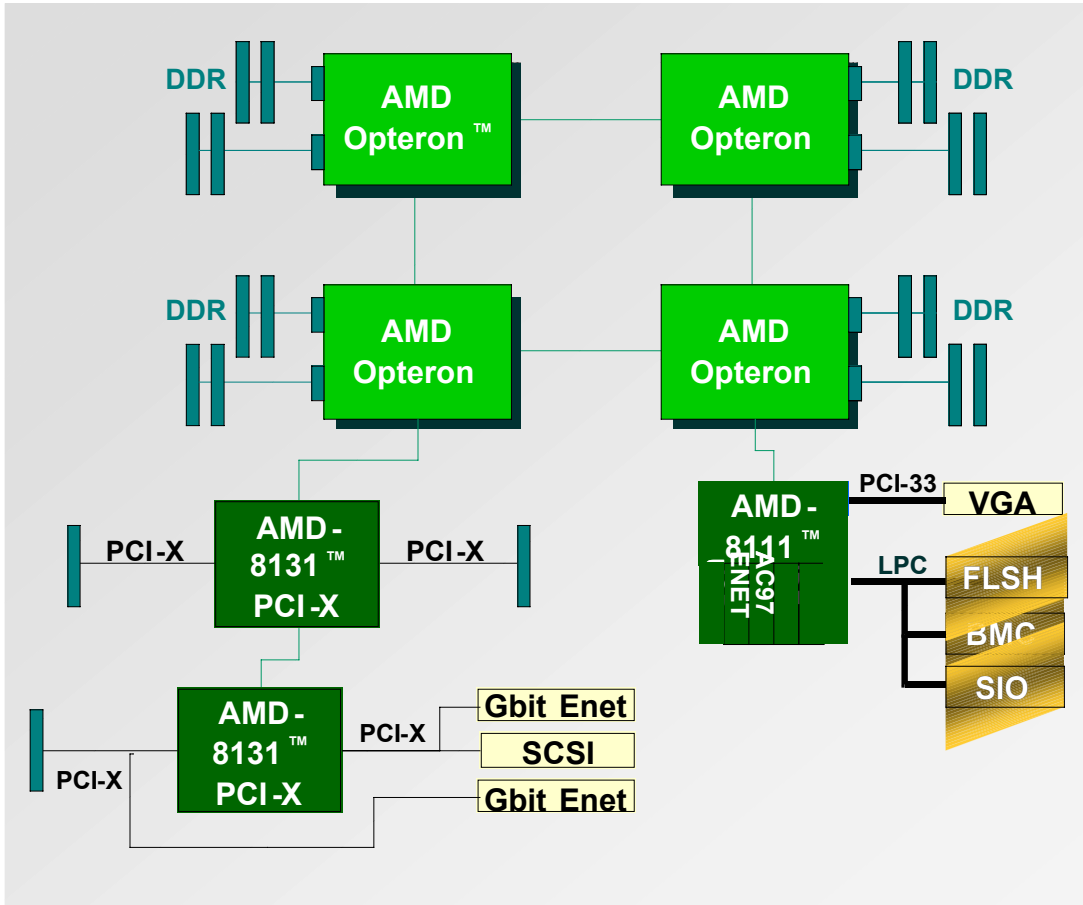 DDR
AMD
Opteron ™
AMD
Opteron
DDR
DDR
AMD
Opteron
AMD
Opteron
DDR
PCI-X
AMD-
8131 ™
PCI-X
PCI-X
AMD-
8111 ™
ENET
AC97
PCI-33
VGA
LPC
FLSH
BMC
SIO
PCI-X
AMD-
8131 ™
PCI-X
PCI-X
Gbit Enet
SCSI
Gbit Enet